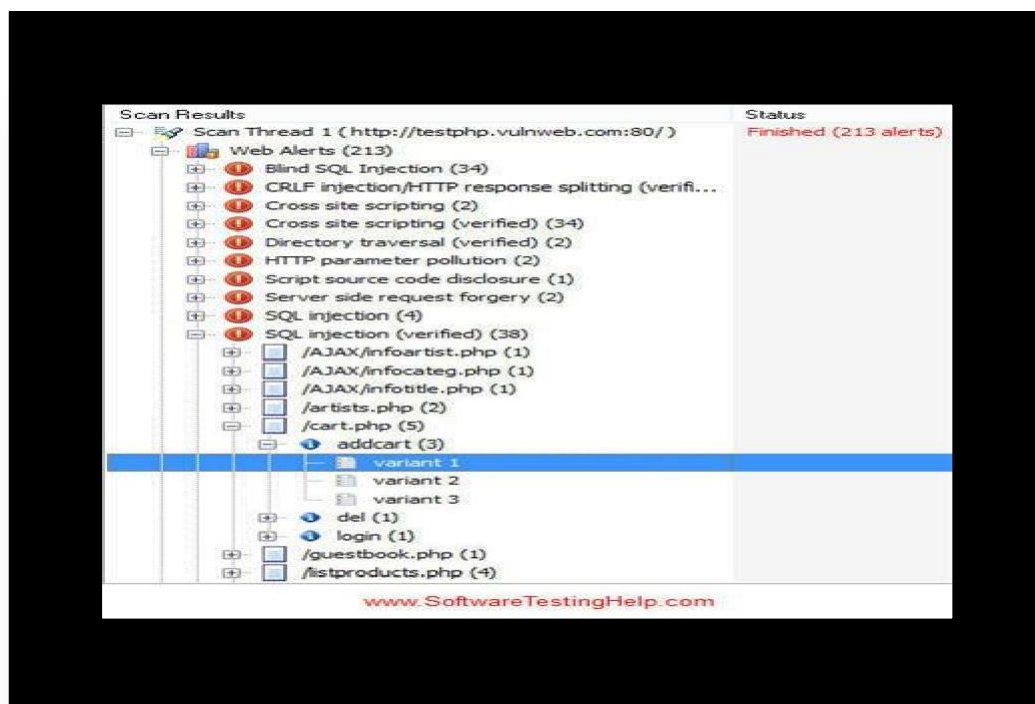 Scan Results Status
Scan Thread 1 ( http://testphp.vulnweb.com:80/ ) Finished (213 alerts)
Web Alerts (213)
Blind SQL Injection (34)
CRLF injection/HTTP response splitting (verifi...
Cross site scripting (2)
Cross site scripting (verified) (34)
Directory traversal (verified) (2)
HTTP parameter pollution (2)
Script source code disclosure (1)
Server side request forgery (2)
SQL injection (4)
SQL injection (verified) (38)
/AJAX/infoartist.php (1)
/AJAX/infocateg.php (1)
/AJAX/infotitle.php (1)
/artists.php (2)
/cart.php (5)
addcart (3)
variant 1
variant 2
variant 3
del (1)
login (1)
/guestbook.php (1)
/listproducts.php (4)
www.SoftwareTestingHelp.com